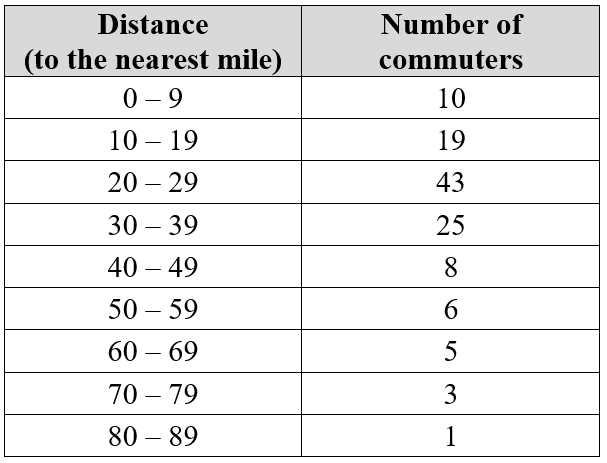 Distance Number of
(to the nearest mile) commuters
0 – 9 10
10 – 19 19
20 – 29 43
30 – 39 25
40 – 49 8
50 – 59 6
60 – 69 5
70 – 79 3
80 – 89 1